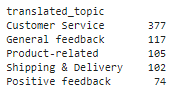 translated_topic
Customer Service 377
General feedback 117
Product-related 105
Shipping & Delivery 102
Positive feedback 74